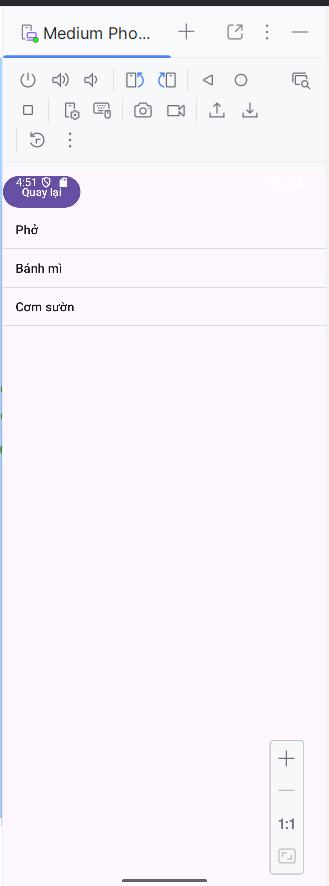 Medium Pho...
4:51
Quay lại
Phở
Bánh mì
Cơm sườn
1:1